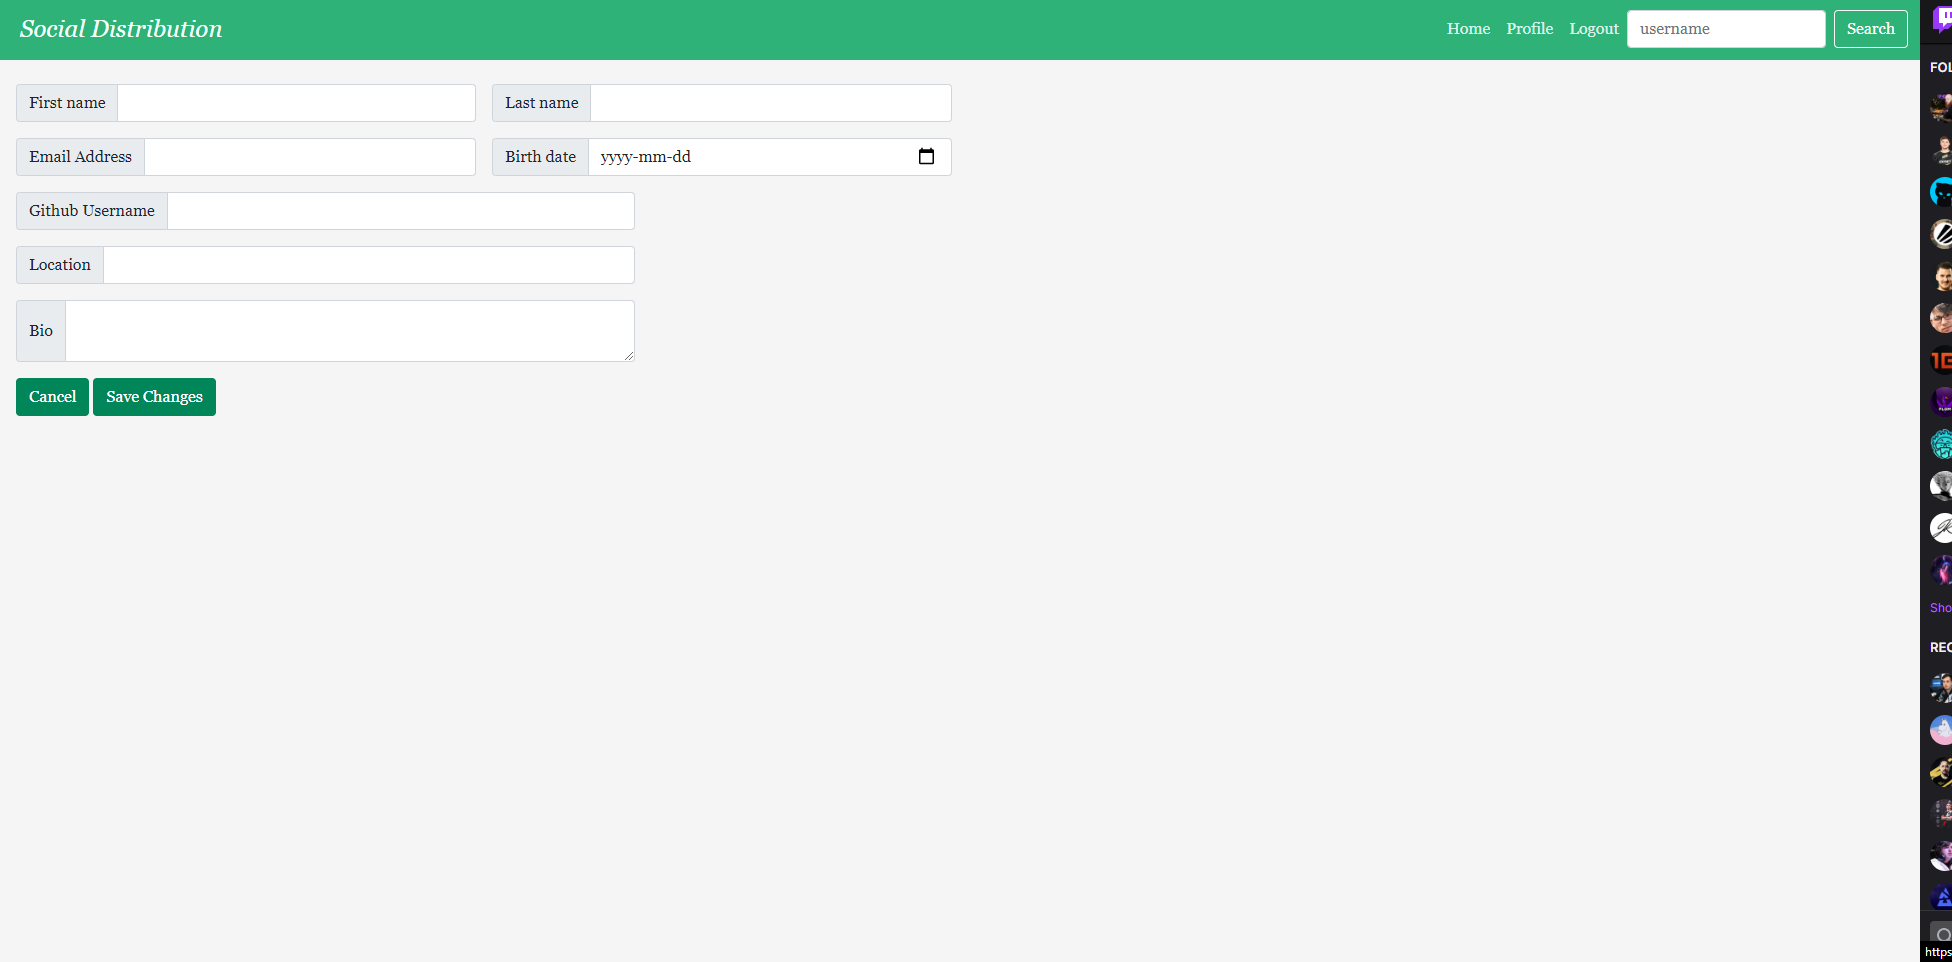 Social Distribution
Home Profile Logout username Search
First name Last name
Email Address Birth date yyyy-mm-dd
Github Username
Location
Bio
Cancel Save Changes
FOL
Sho
REC
https